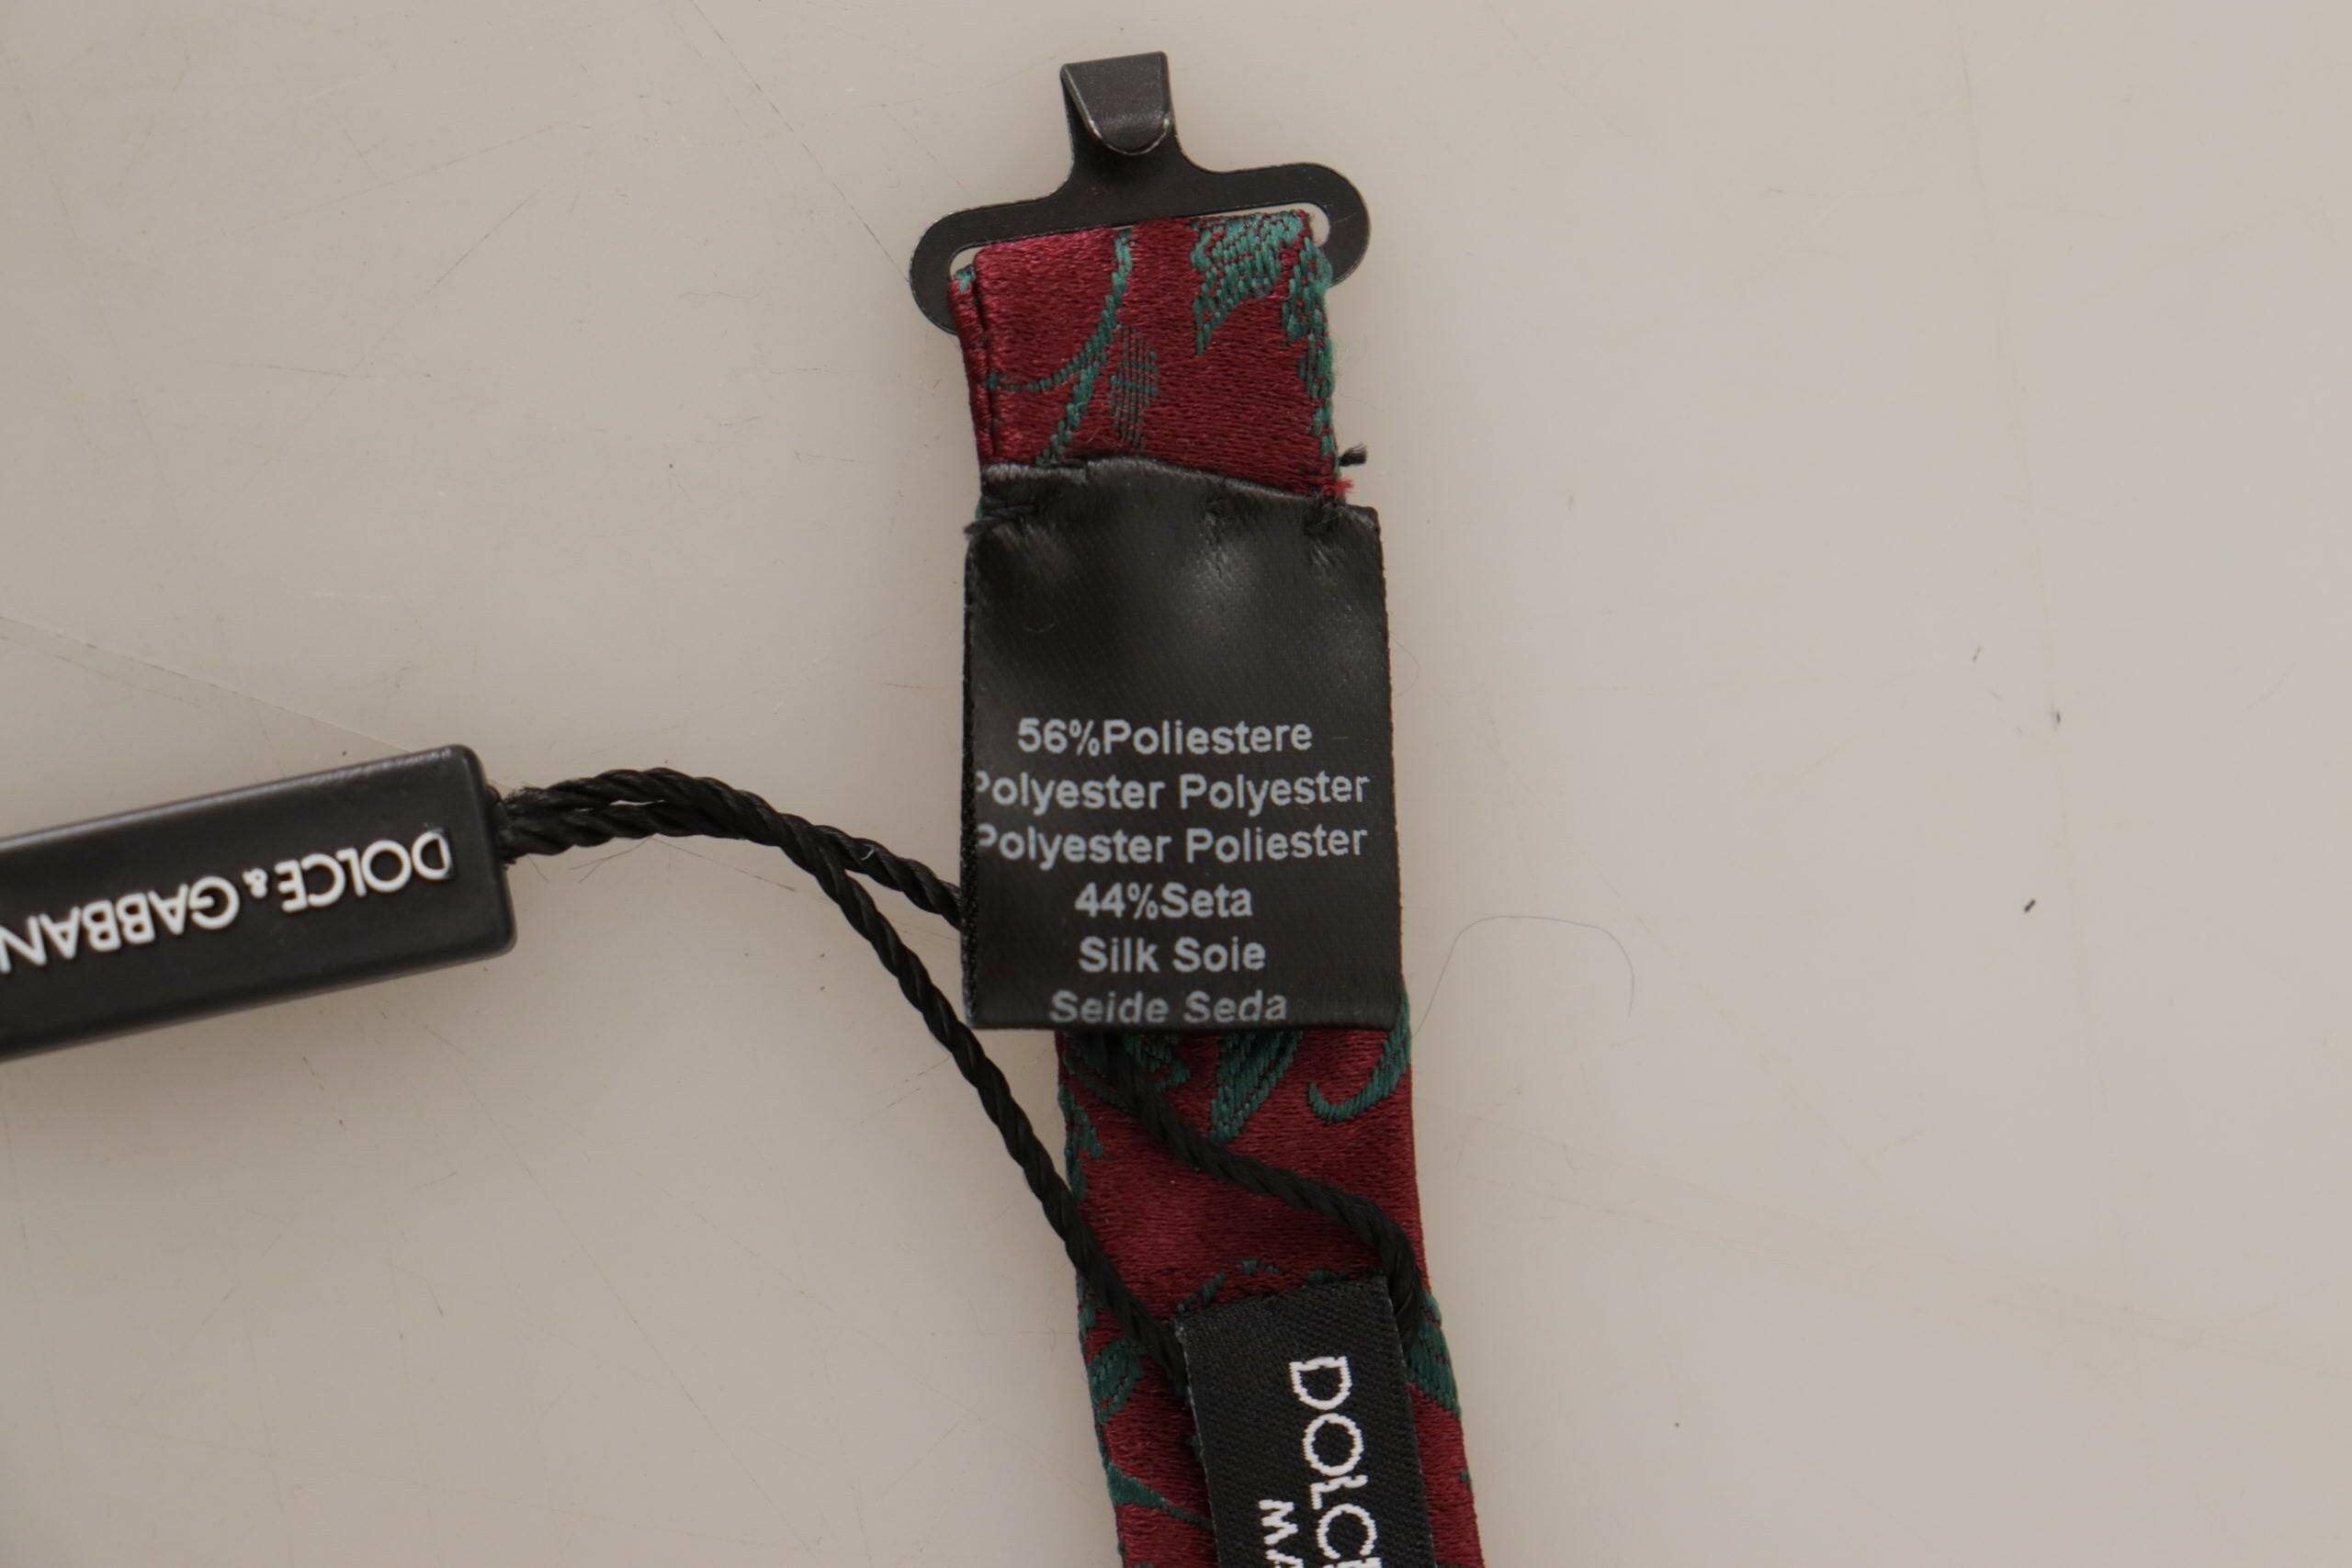 56%Poliestere
Polyester Polyester
Polyester Poliester
44%Seta
Silk Soie
Seide Seda
DOLCE & GABBAN
DOLC
MA